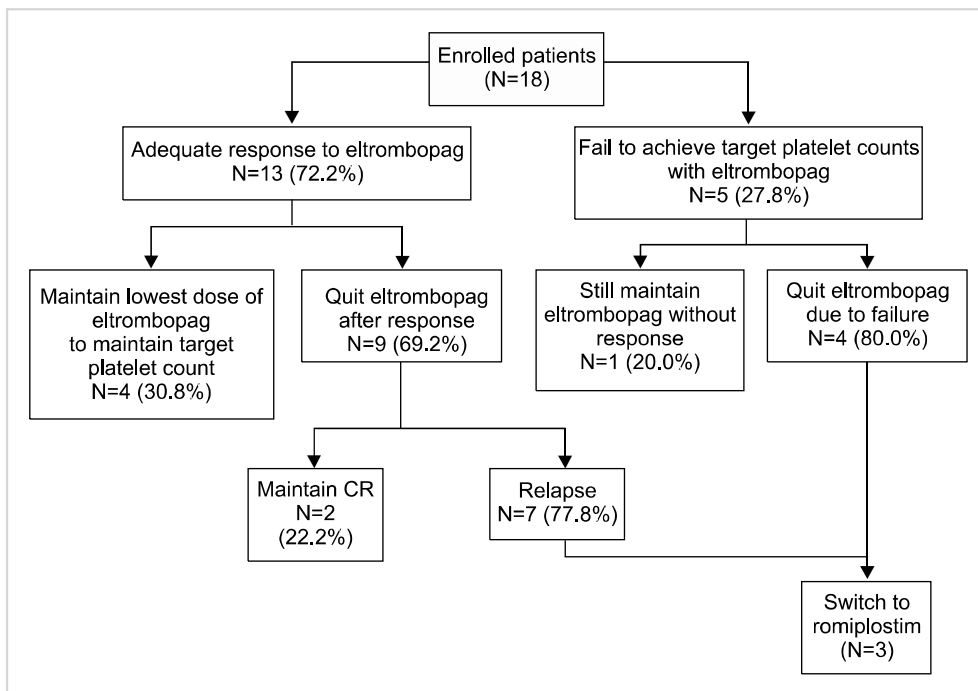 Enrolled patients
(N=18)
Adequate response to eltrombopag
N=13 (72.2%)
Fail to achieve target platelet counts
with eltrombopag
N=5 (27.8%)
Maintain lowest dose of
eltrombopag
to maintain target
platelet count
N=4 (30.8%)
Quit eltrombopag
after response
N=9 (69.2%)
Still maintain
eltrombopag without
response
N=1 (20.0%)
Quit eltrombopag
due to failure
N=4 (80.0%)
Maintain CR
N=2
(22.2%)
Relapse
N=7 (77.8%)
Switch to
romiplostim
(N=3)